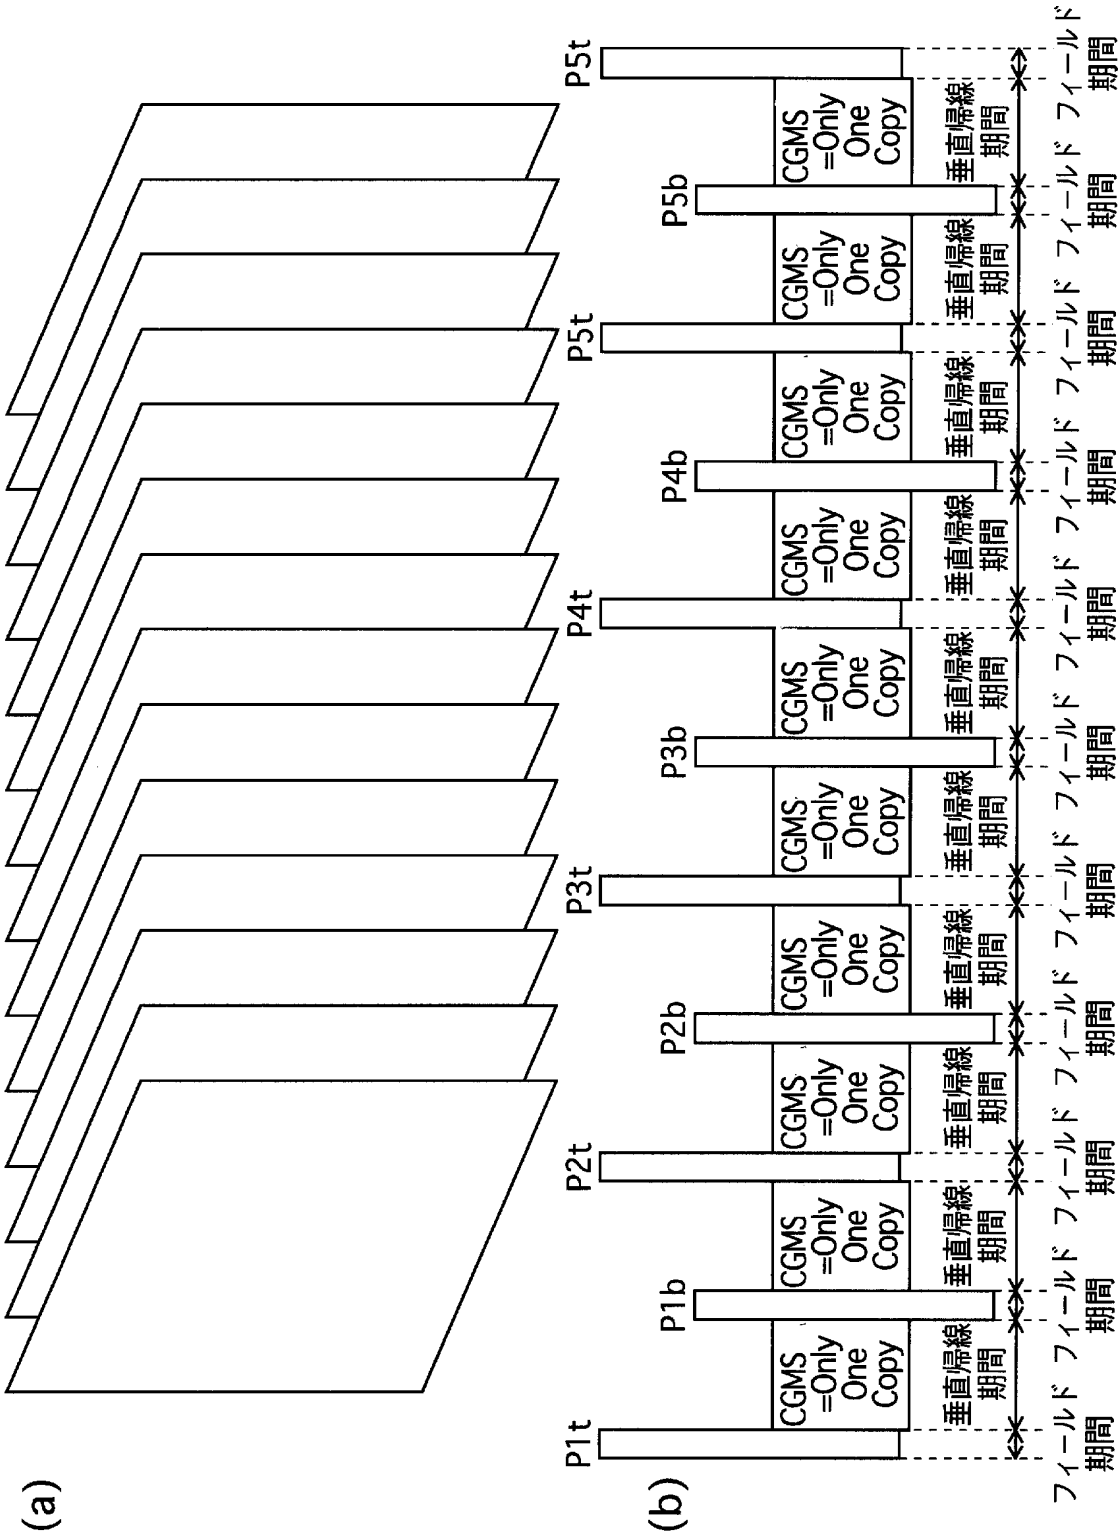 (a)
P1t P2t P3t P4t P5t P5t
(b) P1b P2b P3b P4b P5b
CGMS CGMS CGMS CGMS CGMS CGMS CGMS CGMS CGMS CGMS
=Only =Only =Only =Only =Only =Only =Only =Only =Only =Only
One One One One One One One One One One
Copy Copy Copy Copy Copy Copy Copy Copy Copy Copy
垂直帰線 垂直帰線 垂直帰線 垂直帰線 垂直帰線 垂直帰線 垂直帰線 垂直帰線 垂直帰線 垂直帰線
期間 期間 期間 期間 期間 期間 期間 期間 期間 期間
フィールド フィールド フィールド フィールド フィールド フィールド フィールド フィールド フィールド フィールド フィールド
期間 期間 期間 期間 期間 期間 期間 期間 期間 期間 期間